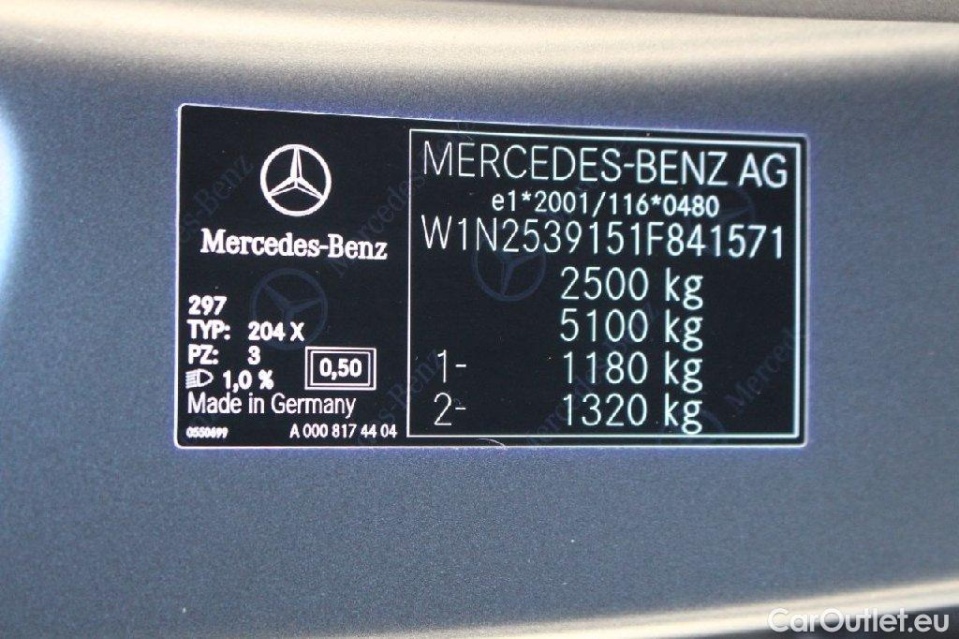 Mercedes-Benz
297
TYP: 204 X
PZ: 3
1,0 %
0,50
Made in Germany
0550699
A 000 817 44 04
MERCEDES-BENZ AG
e1*2001/116*0480
W1N2539151F841571
2500 kg
5100 kg
1- 1180 kg
2- 1320 kg
CarOutlet.eu